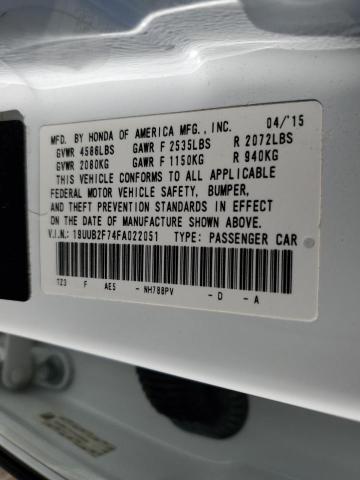 MFD. BY HONDA OF AMERICA MFG., INC. 04/'15
GVWR 4586LBS GAWR F 2535LBS R 2072LBS
GVWR 2080KG GAWR F 1150KG R 940KG
THIS VEHICLE CONFORMS TO ALL APPLICABLE
FEDERAL MOTOR VEHICLE SAFETY, BUMPER,
AND THEFT PREVENTION STANDARDS IN EFFECT
ON THE DATE OF MANUFACTURE SHOWN ABOVE.
V.I.N.: 19UUB2F74FA022051 TYPE: PASSENGER CAR
TZ3 F AE5 - NH788PV - D - A